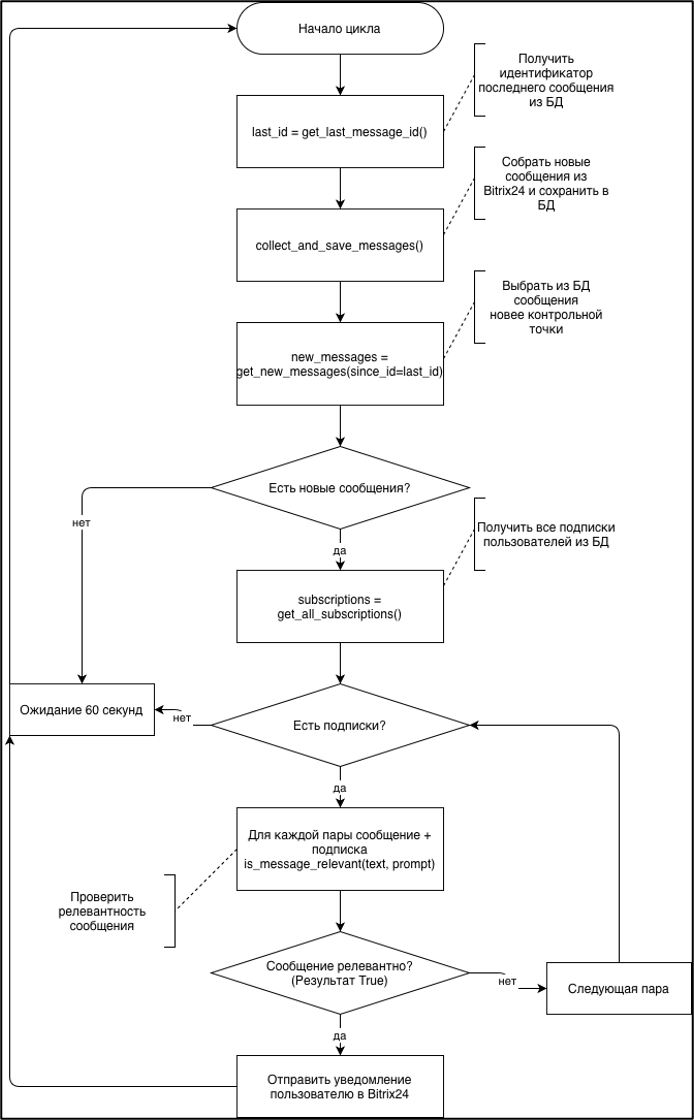 Начало цикла
Получить
идентификатор
последнего сообщения
из БД
last_id = get_last_message_id()
Собрать новые
сообщения из
Bitrix24 и сохранить в
БД
collect_and_save_messages()
Выбрать из БД
сообщения
новее контрольной
точки
new_messages =
get_new_messages(since_id=last_id)
Есть новые сообщения?
нет
да
Получить все подписки
пользователей из БД
subscriptions =
get_all_subscriptions()
Ожидание 60 секунд
нет
Есть подписки?
да
Для каждой пары сообщение +
подписка
is_message_relevant(text, prompt)
Проверить
релевантность
сообщения
Сообщение релевантно?
(Результат True)
нет
Следующая пара
да
Отправить уведомление
пользователю в Bitrix24